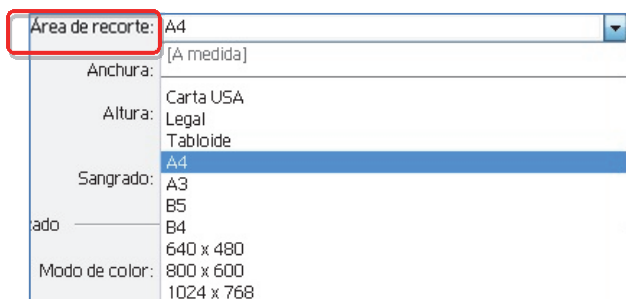 Área de recorte: A4
[A medida]
Anchura:
Carta USA
Altura:
Legal
Tabloide
A4
Sangrado:
A3
B5
B4
640 x 480
Modo de color:
800 x 600
1024 x 768